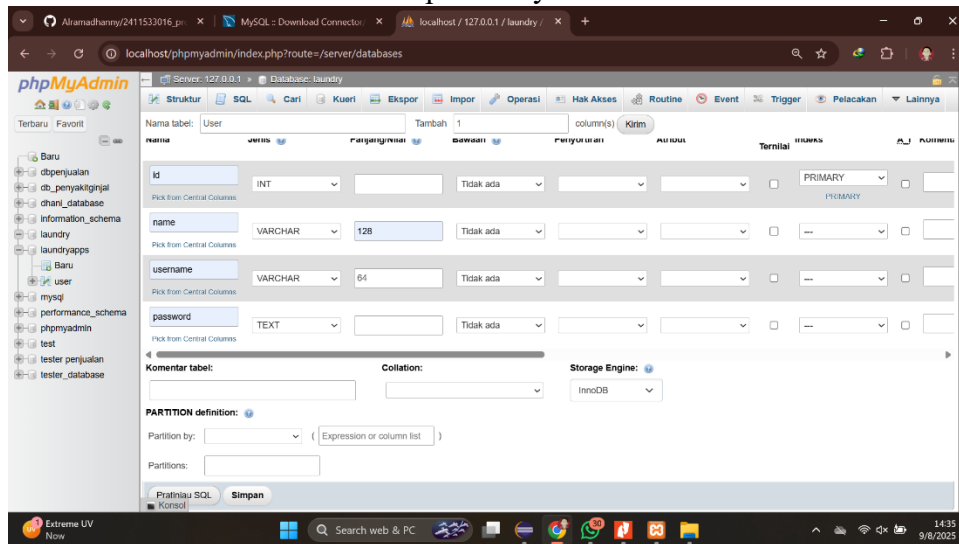 Alramadhanny/2411533016_pr
MySQL :: Download Connector/
localhost / 127.0.0.1 / laundry /
localhost/phpmyadmin/index.php?route=/server/databases
phpMyAdmin
Terbaru Favorit
Baru
dbpenjualan
db_penyakitginjal
dhani_database
information_schema
laundry
laundryapps
Baru
user
mysql
performance_schema
phpmyadmin
test
tester penjualan
tester_database
Server: 127.0.0.1 » Database: laundry
Struktur SQL Cari Kueri Ekspor Impor Operasi Hak Akses Routine Event Trigger Pelacakan Lainnya
Nama tabel: User Tambah 1 column(s) Kirim
Nama Jenis Panjang/Nilai Bawaan Penyortiran Atribut Ternilai Indeks A_I Komenta
id INT Tidak ada PRIMARY
Pick from Central Columns PRIMARY
name VARCHAR 128 Tidak ada ---
Pick from Central Columns
username VARCHAR 64 Tidak ada ---
Pick from Central Columns
password TEXT Tidak ada ---
Pick from Central Columns
Komentar tabel: Collation: Storage Engine:
InnoDB
PARTITION definition:
Partition by: ( Expression or column list )
Partitions:
Pratinjau SQL Simpan
Konsol
Extreme UV
Now
Search web & PC
30
14:35
9/8/2025